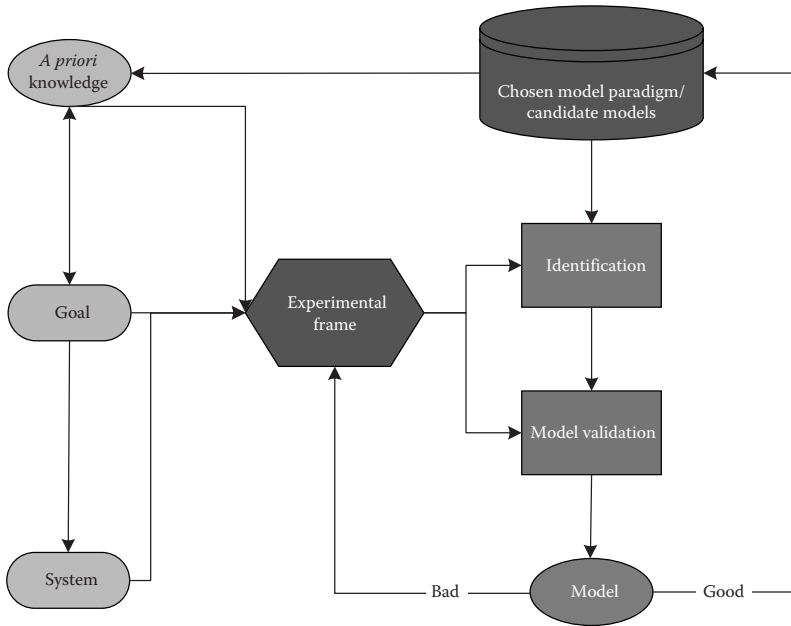 A priori
knowledge
Chosen model paradigm/
candidate models
Identification
Experimental
frame
Goal
Model validation
System
Bad
Model
Good